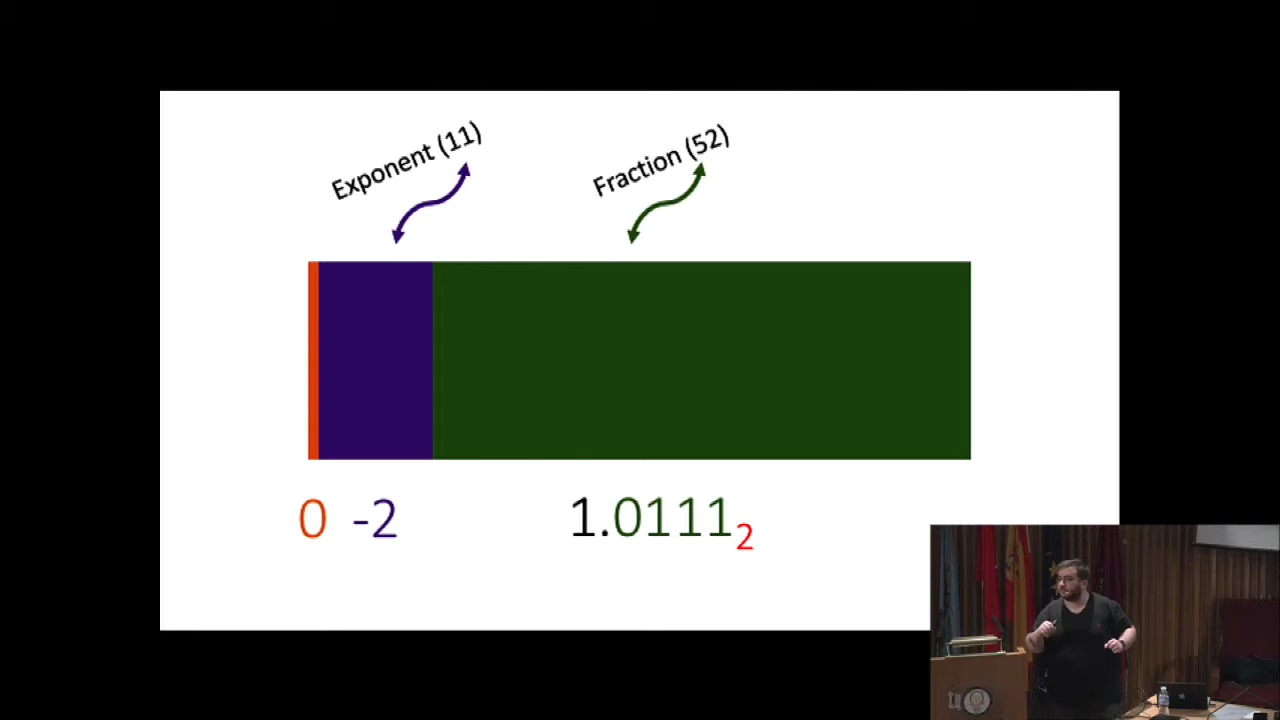 Exponent (11)
Fraction (52)
0 -2 1.0111₂